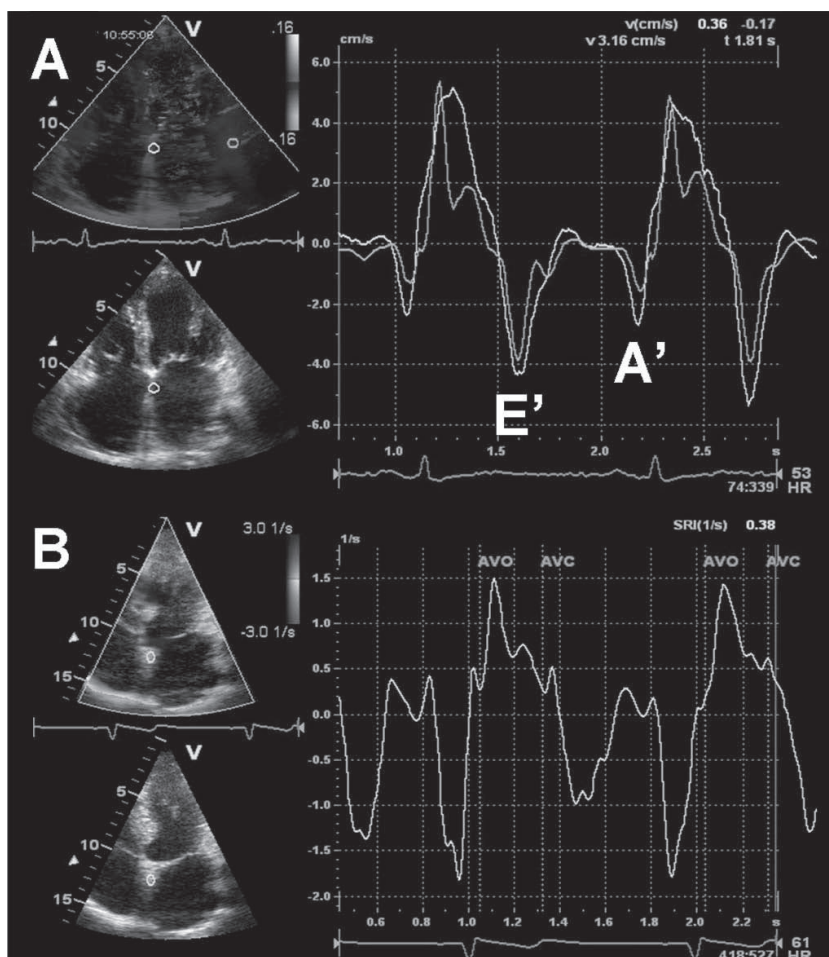 A
10:55:06
V
.16
.16
5
10
V
5
10
v(cm/s) 0.36 -0.17
v 3.16 cm/s t 1.81 s
cm/s
6.0
4.0
2.0
0.0
-2.0
-4.0
-6.0
E’
A’
1.0 1.5 2.0 2.5 s
53
74:339 HR
B
V
3.0 1/s
-3.0 1/s
5
10
15
V
5
10
15
SRI(1/s) 0.38
1/s
AVO AVC AVO AVC
1.5
1.0
0.5
0.0
-0.5
-1.0
-1.5
-2.0
0.6 0.8 1.0 1.2 1.4 1.6 1.8 2.0 2.2 s
61
418:527 HR